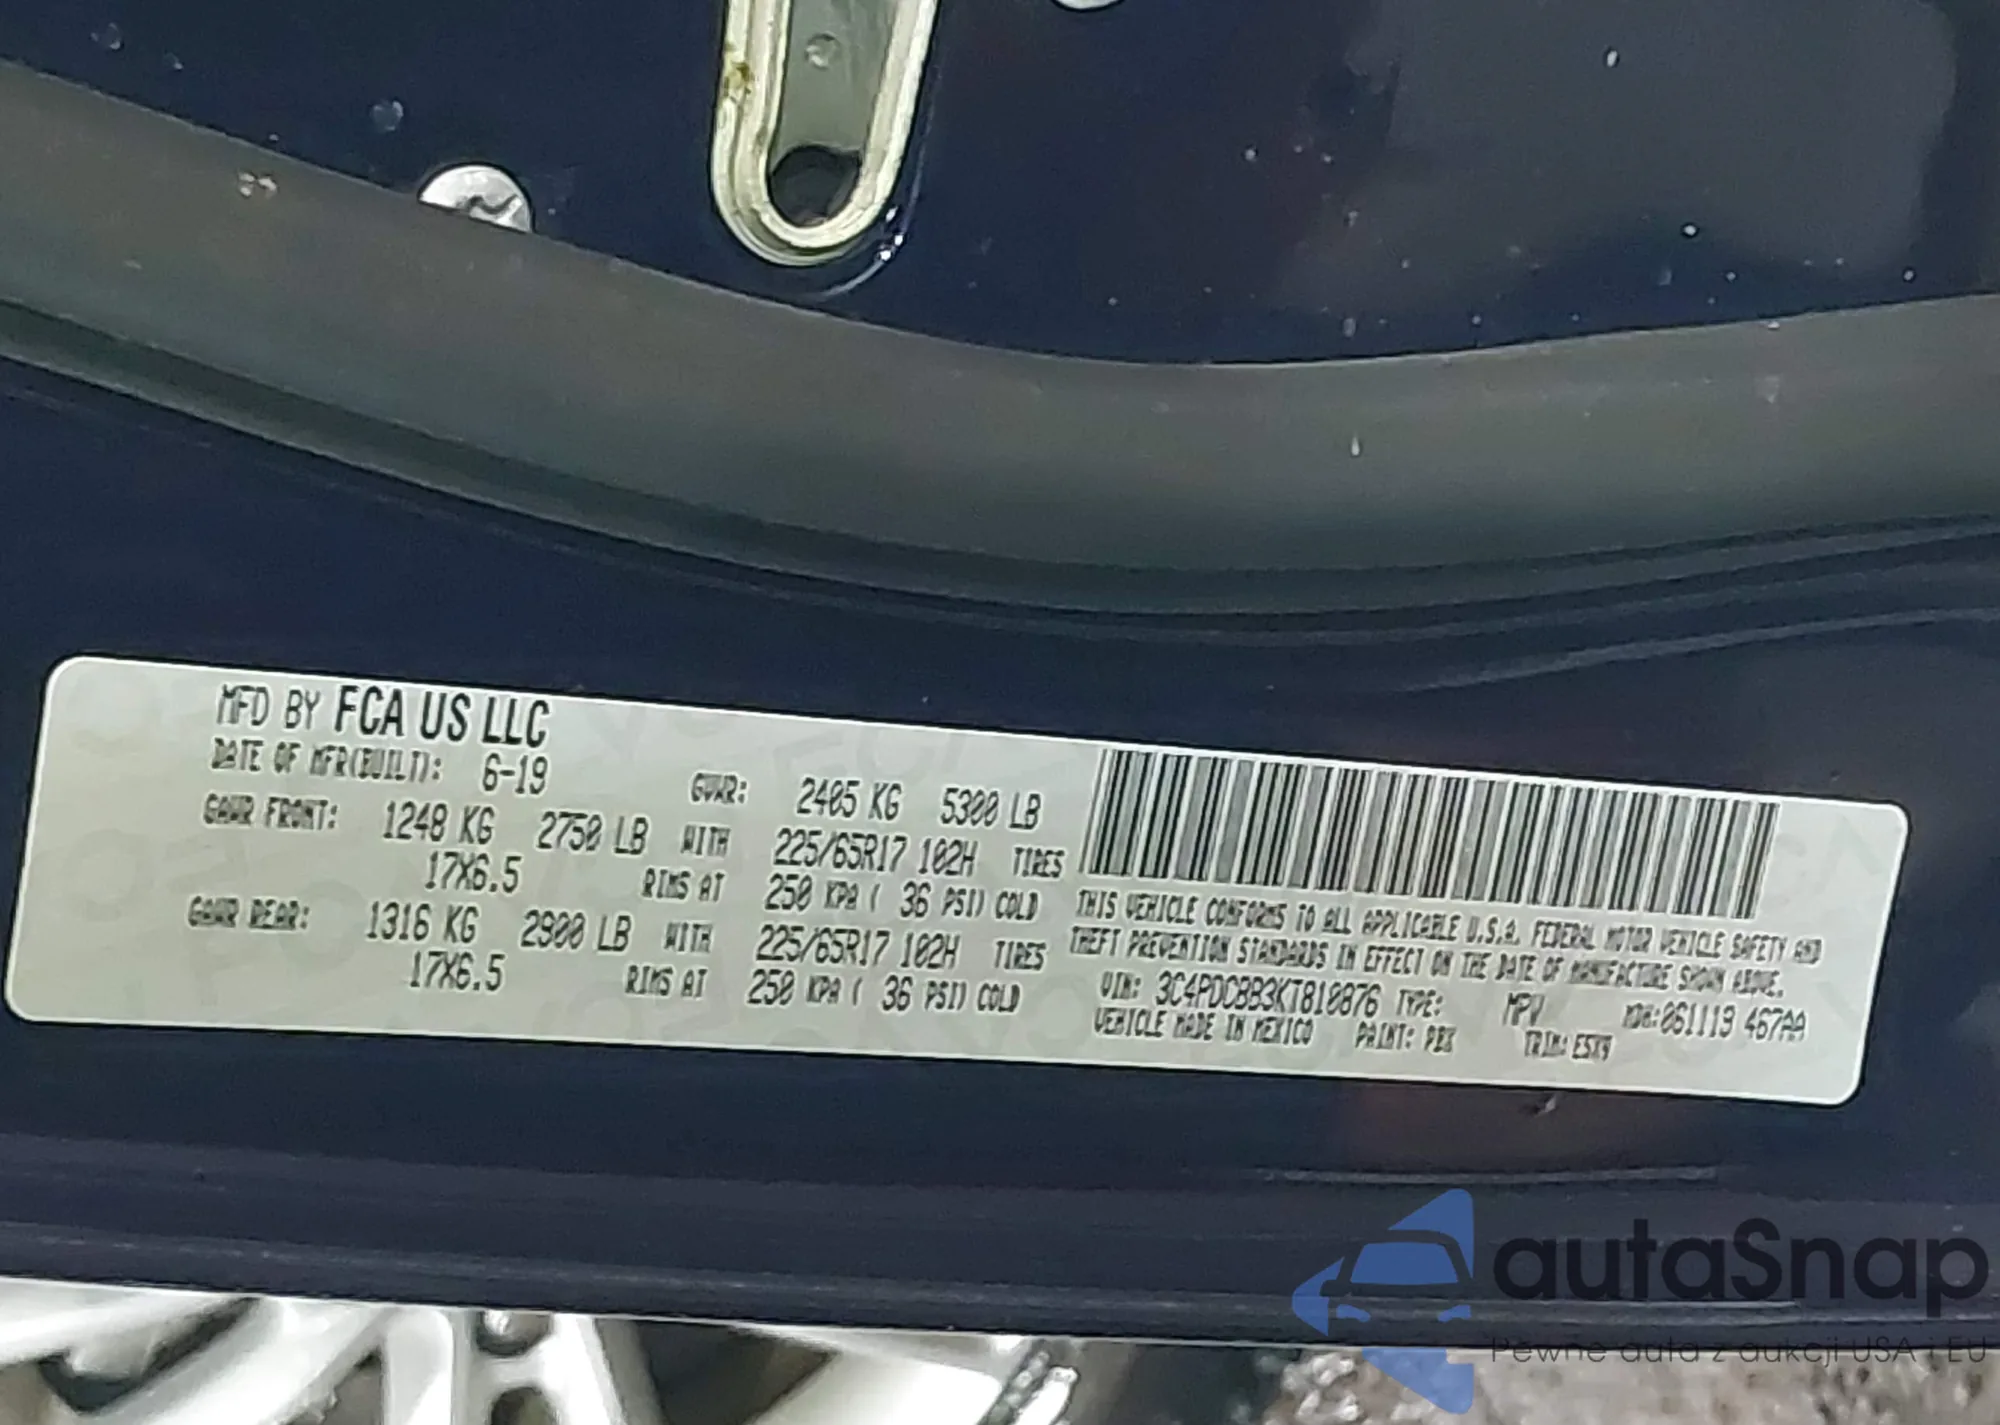 MFD BY FCA US LLC
DATE OF MFR(BUILT): 6-19 GVWR: 2405 KG 5300 LB
GAWR FRONT: 1248 KG 2750 LB WITH 225/65R17 102H TIRES
17X6.5 RIMS AT 250 KPA ( 36 PSI) COLD
GAWR REAR: 1316 KG 2900 LB WITH 225/65R17 102H TIRES
17X6.5 RIMS AT 250 KPA ( 36 PSI) COLD
THIS VEHICLE CONFORMS TO ALL APPLICABLE U.S.A. FEDERAL MOTOR VEHICLE SAFETY AND
THEFT PREVENTION STANDARDS IN EFFECT ON THE DATE OF MANUFACTURE SHOWN ABOVE.
VIN: 3C4PDCBB3KT810876 TYPE: MPV MDH:061119 467AA
VEHICLE MADE IN MEXICO PAINT: PBX TRIM: E5X9
autaSnap
Pewne auta z aukcji USA i EU